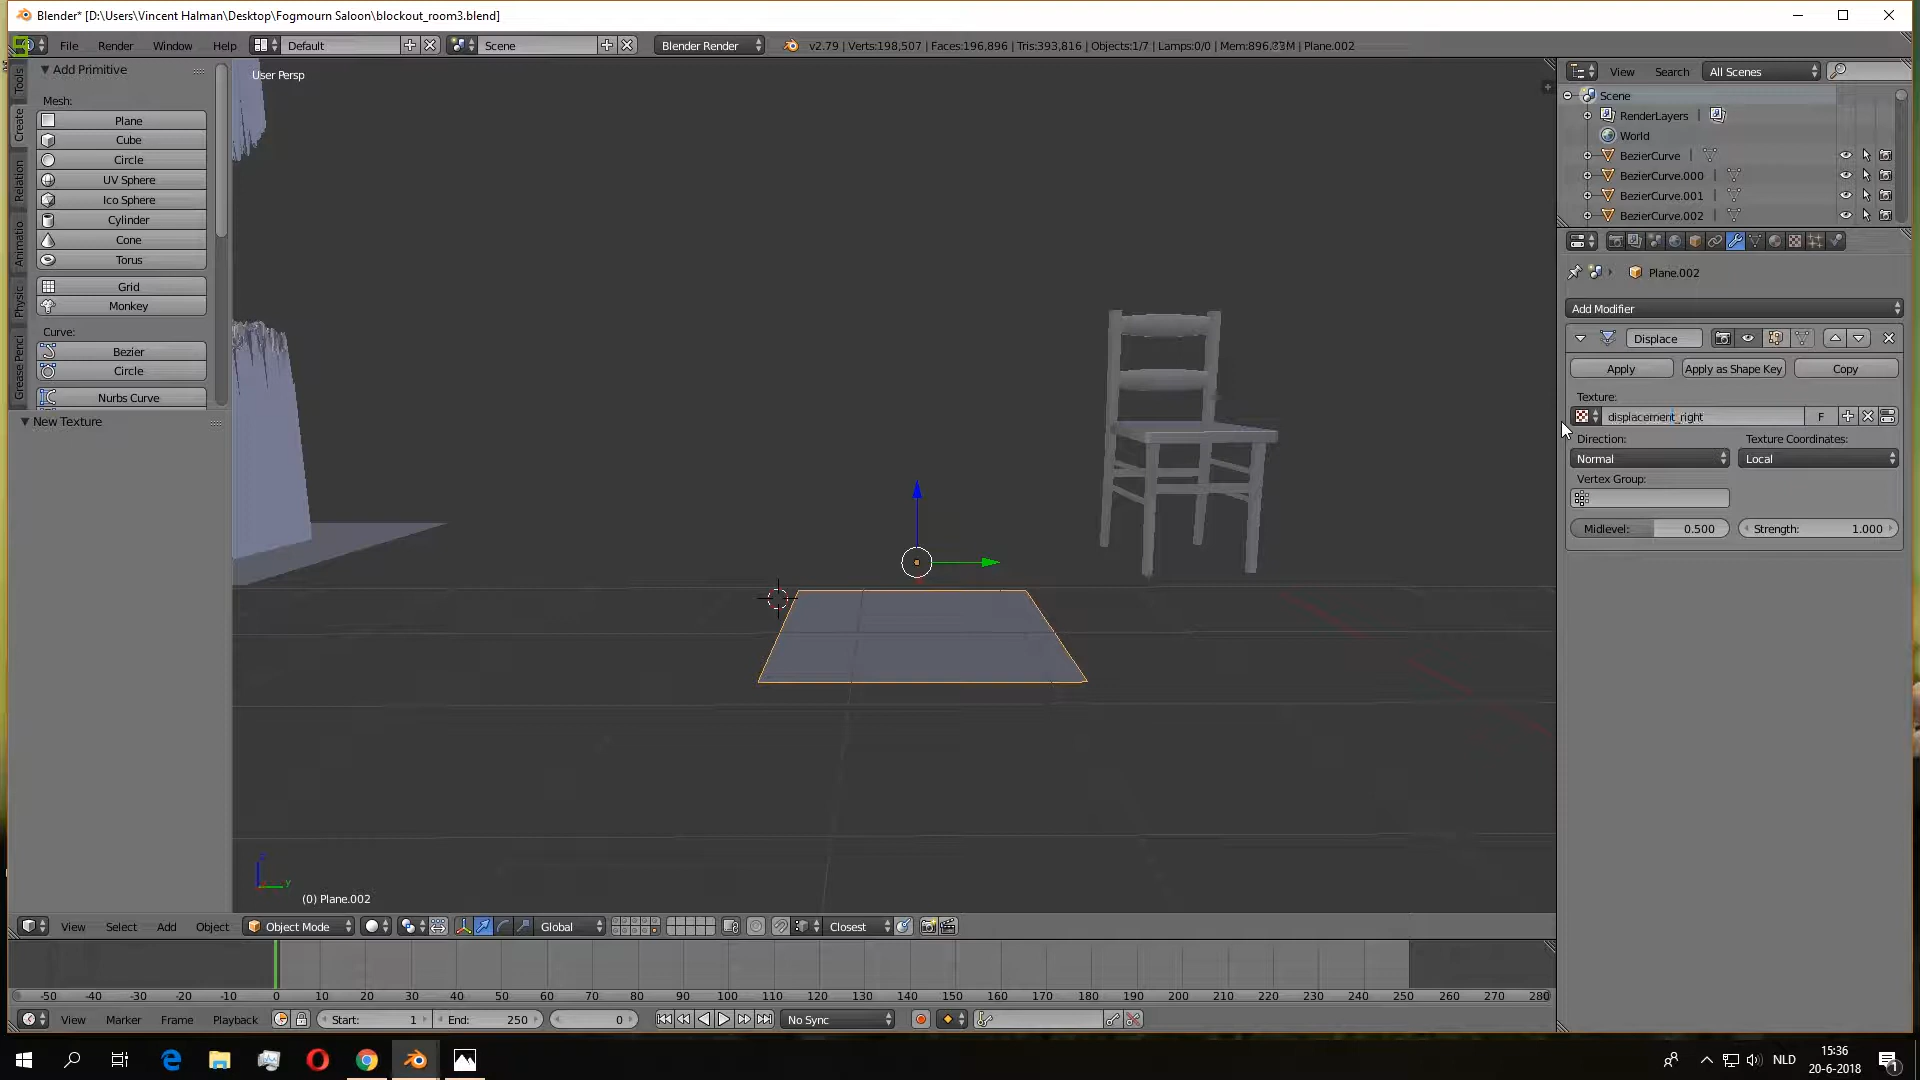 Blender* [D:\Users\Vincent Halman\Desktop\Fogmourn Saloon\blockout_room3.blend]
File Render Window Help Default Scene Blender Render v2.79 | Verts:198,507 | Faces:196,896 | Tris:393,816 | Objects:1/7 | Lamps:0/0 | Plane.002
Tools
Create
Relation
Animatio
Physic
Grease Penci
Add Primitive
Mesh:
Plane
Cube
Circle
UV Sphere
Ico Sphere
Cylinder
Cone
Torus
Grid
Monkey
Curve:
Bezier
Circle
Nurbs Curve
New Texture
User Persp
(0) Plane.002
View Search All Scenes
Scene
RenderLayers |
World
BezierCurve |
BezierCurve.000 |
BezierCurve.001 |
BezierCurve.002 |
Plane.002
Add Modifier
Displace
Apply Apply as Shape Key Copy
Texture:
displacement_right F
Direction: Texture Coordinates:
Normal Local
Vertex Group:
Midlevel: 0.500 Strength: 1.000
View Select Add Object Object Mode Global Closest
-50 -40 -30 -20 -10 0 10 20 30 40 50 60 70 80 90 100 110 120 130 140 150 160 170 180 190 200 210 220 230 240 250 260 270 280
View Marker Frame Playback Start: 1 End: 250 0 No Sync
NLD
15:36
20-6-2018
1